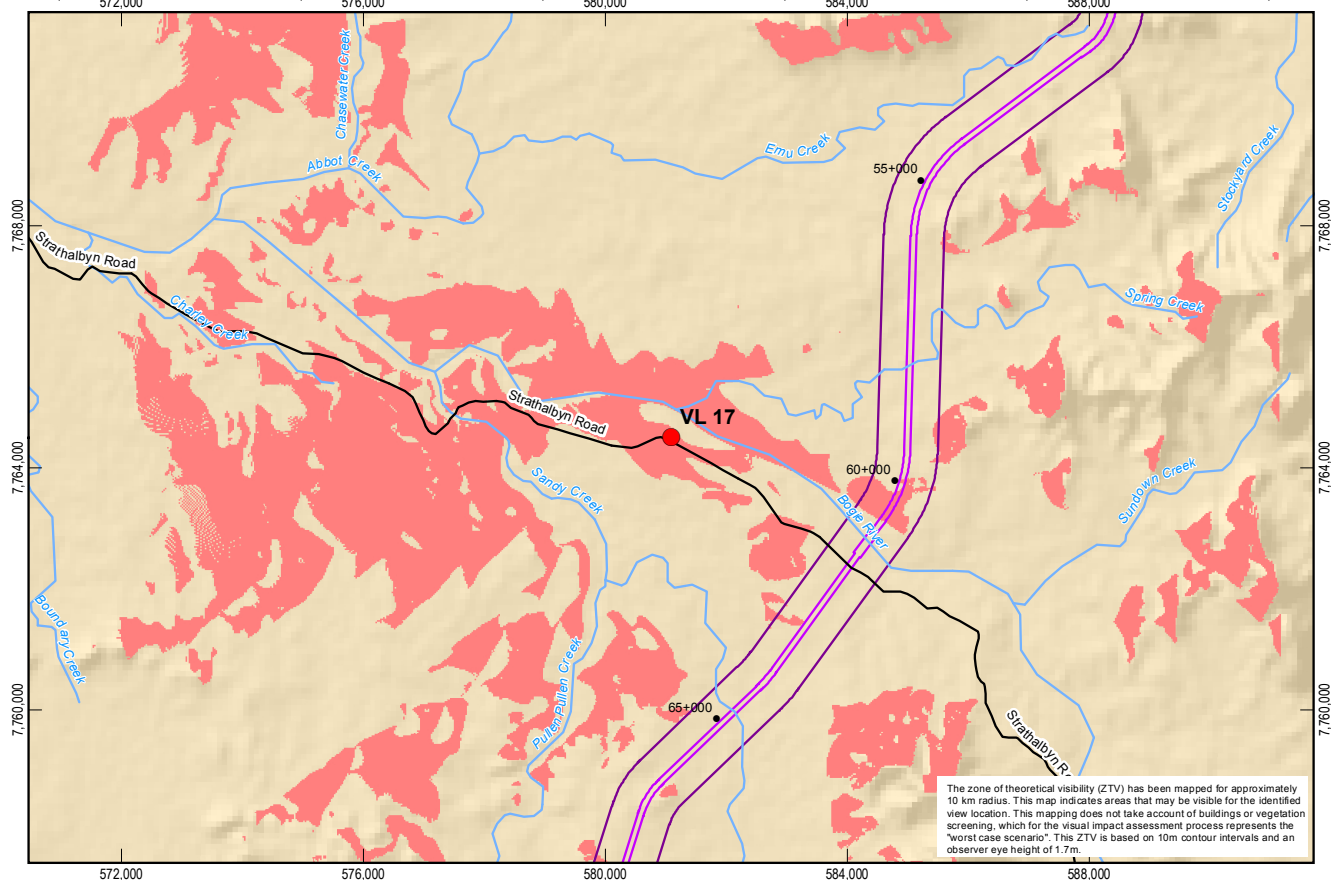 572,000
576,000
580,000
584,000
588,000
Chasewater Creek
Abbot Creek
Emu Creek
55+000
Stockyard Creek
7,768,000
7,768,000
Strathalbyn Road
Charley Creek
Spring Creek
Strathalbyn Road
VL 17
7,764,000
7,764,000
60+000
Sandy Creek
Bogie River
Sundown Creek
Boundary Creek
Pullen Pullen Creek
65+000
7,760,000
7,760,000
Strathalbyn Ro
The zone of theoretical visibility (ZTV) has been mapped for approximately
10 km radius. This map indicates areas that may be visible for the identified
view location. This mapping does not take account of buildings or vegetation
screening, which for the visual impact assessment process represents the
"worst case scenario". This ZTV is based on 10m contour intervals and an
observer eye height of 1.7m.
572,000
576,000
580,000
584,000
588,000